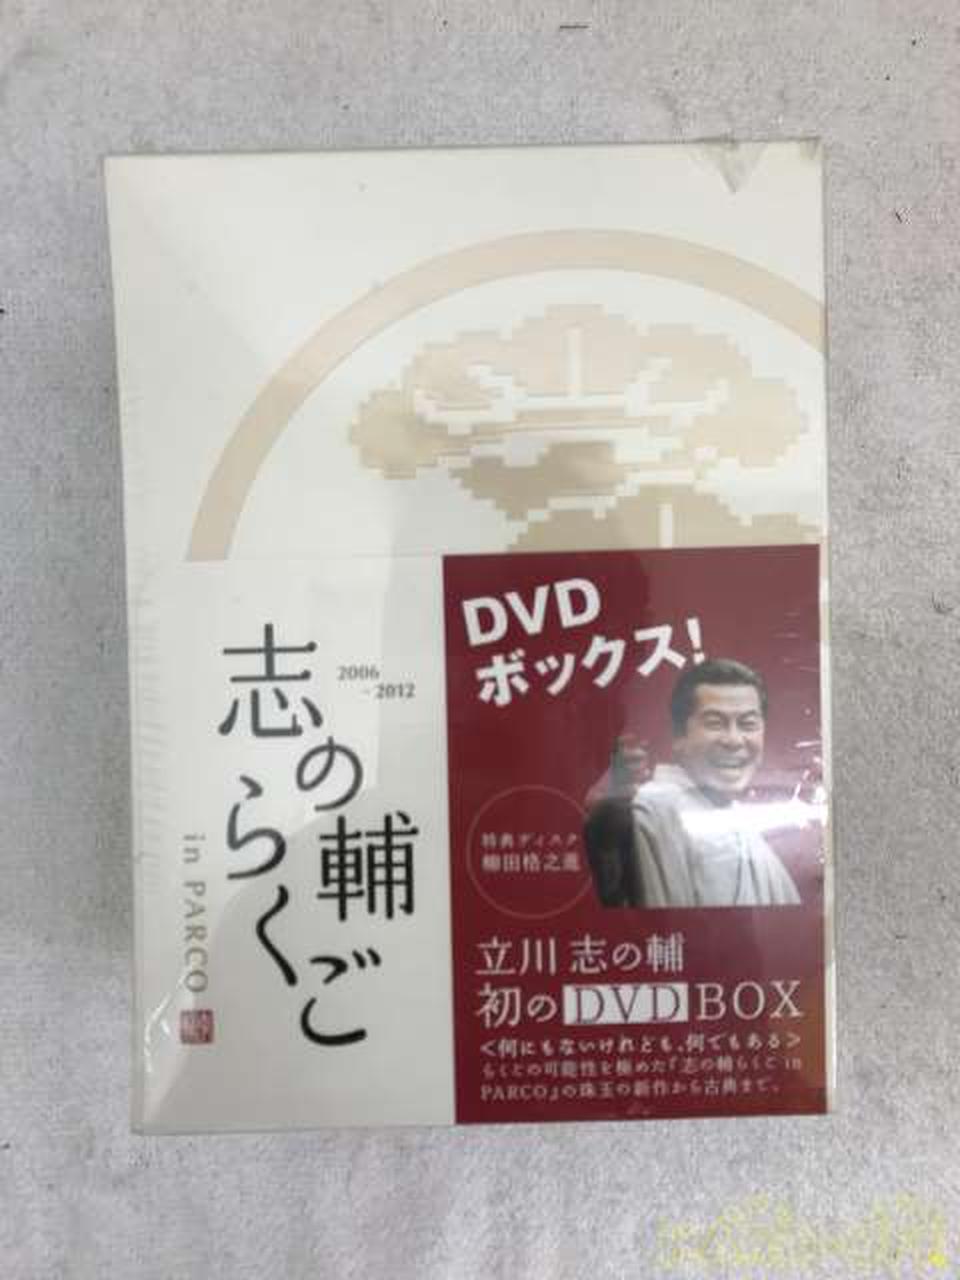 志の輔
らくご
2006
- 2012
in PARCO
DVD
ボックス!
特典ディスク
柳田格之進
立川 志の輔
初のDVD BOX
<何にもないけれども、何でもある>
らくごの可能性を極めた『志の輔らくご in
PARCO』の珠玉の新作から古典まで。